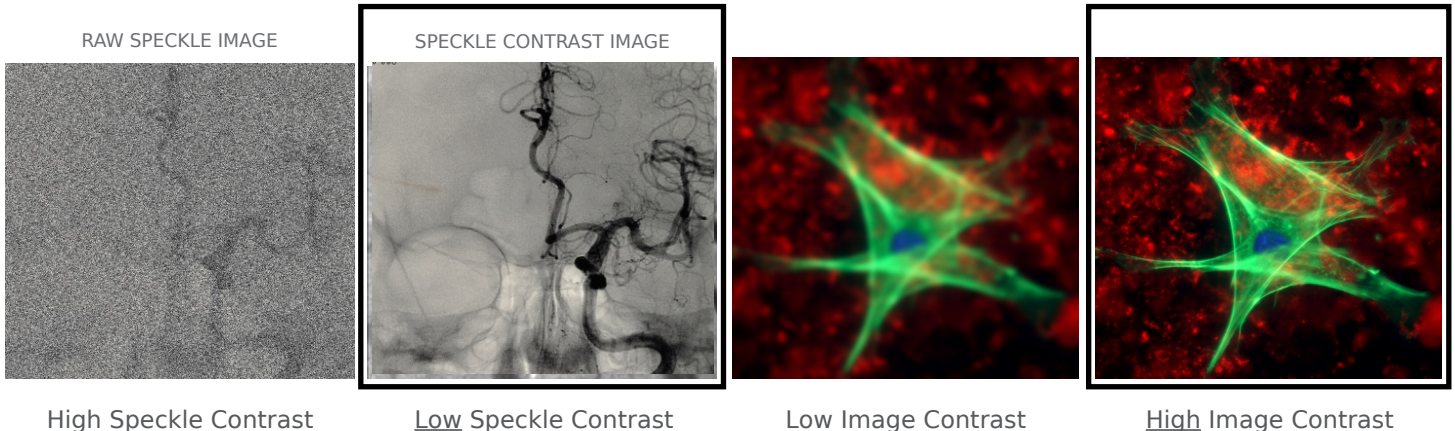 RAW SPECKLE IMAGE
SPECKLE CONTRAST IMAGE
High Speckle Contrast
Low Speckle Contrast
Low Image Contrast
High Image Contrast